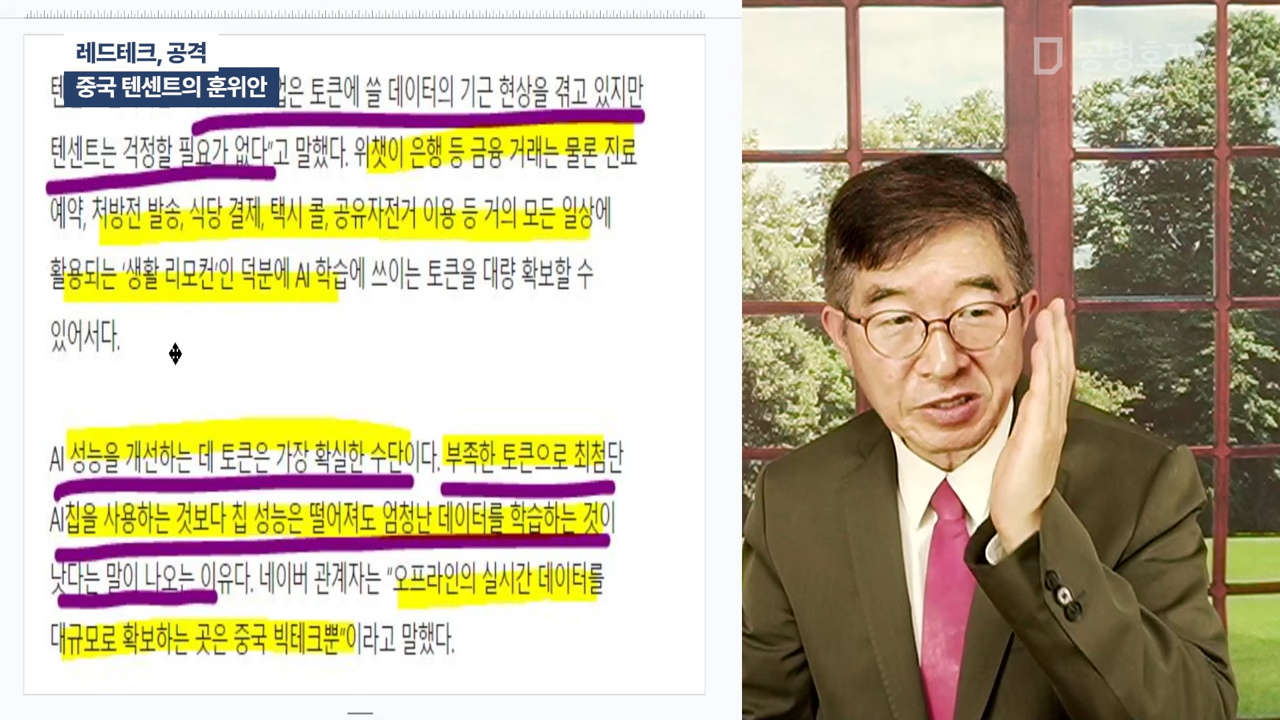 레드테크, 공격
중국 텐센트의 훈위안
공병호TV
텐 업은 토큰에 쓸 데이터의 기근 현상을 겪고 있지만
텐센트는 걱정할 필요가 없다”고 말했다. 위챗이 은행 등 금융 거래는 물론 진료
예약, 처방전 발송, 식당 결제, 택시 콜, 공유자전거 이용 등 거의 모든 일상에
활용되는 ‘생활 리모컨’인 덕분에 AI 학습에 쓰이는 토큰을 대량 확보할 수
있어서다.
AI 성능을 개선하는 데 토큰은 가장 확실한 수단이다. 부족한 토큰으로 최첨단
AI칩을 사용하는 것보다 칩 성능은 떨어져도 엄청난 데이터를 학습하는 것이
낫다는 말이 나오는 이유다. 네이버 관계자는 “오프라인의 실시간 데이터를
대규모로 확보하는 곳은 중국 빅테크뿐”이라고 말했다.